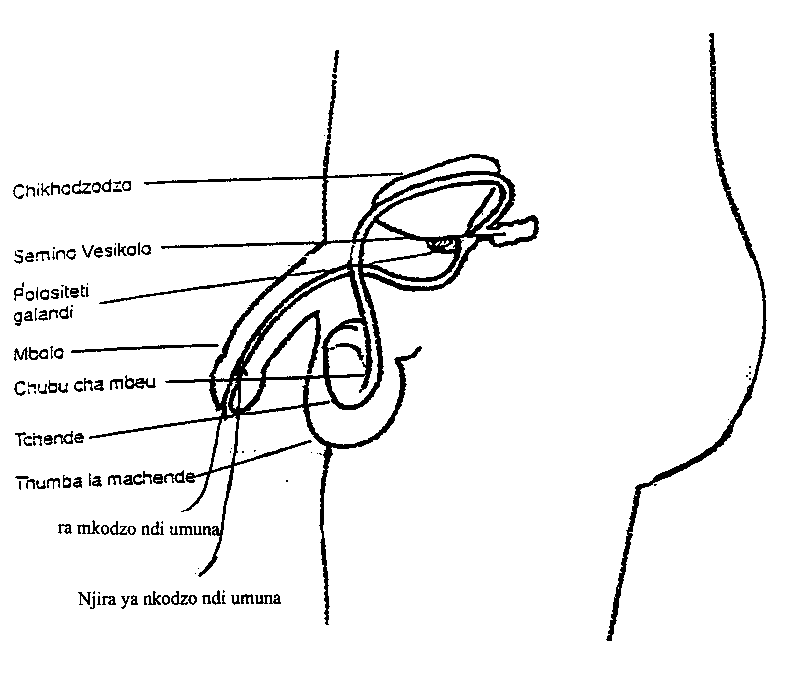 Chikhodzodzo
Semino Vesikolo
Polositeti
galandi
Mbolo
Chubu cha mbeu
Tchende
Thumba la machende
ra mkodzo ndi umuna
Njira ya nkodzo ndi umuna